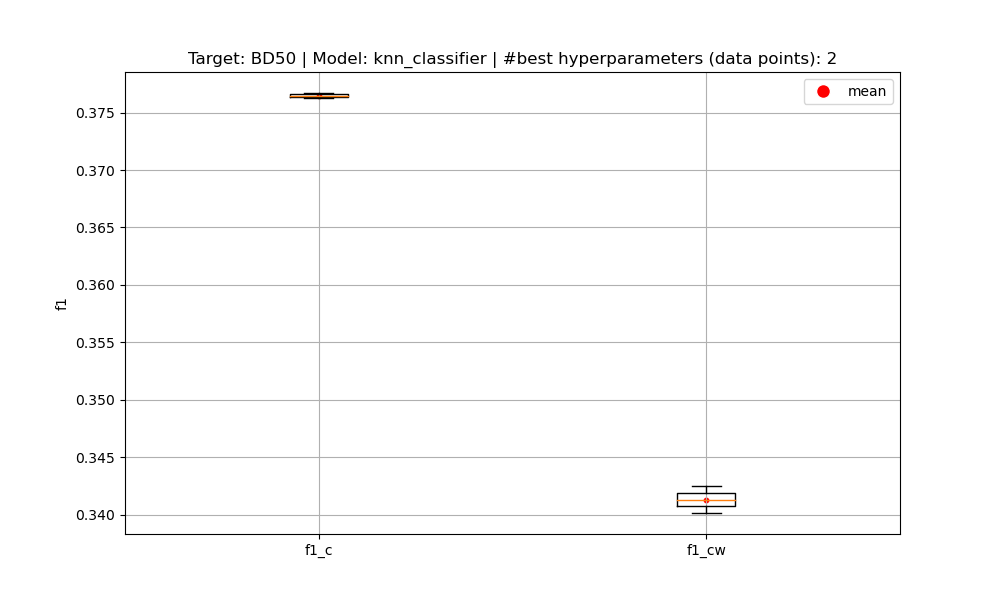 Target: BD50 | Model: knn_classifier | #best hyperparameters (data points): 2
mean
0.375
0.370
0.365
0.360
0.355
0.350
0.345
0.340
f1
f1_c
f1_cw